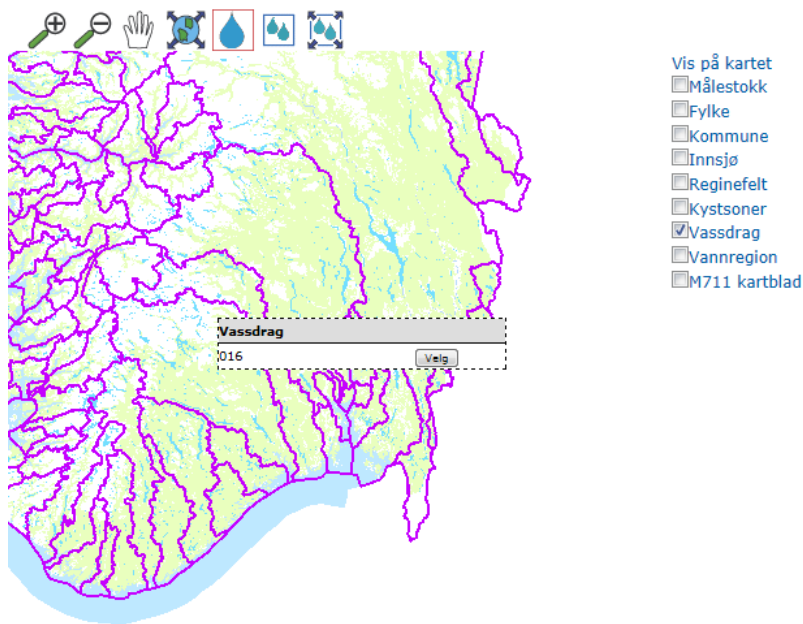 Vis på kartet
Målestokk
Fylke
Kommune
Innsjø
Reginefelt
Kystsoner
Vassdrag
Vannregion
M711 kartblad
Vassdrag
016 Velg